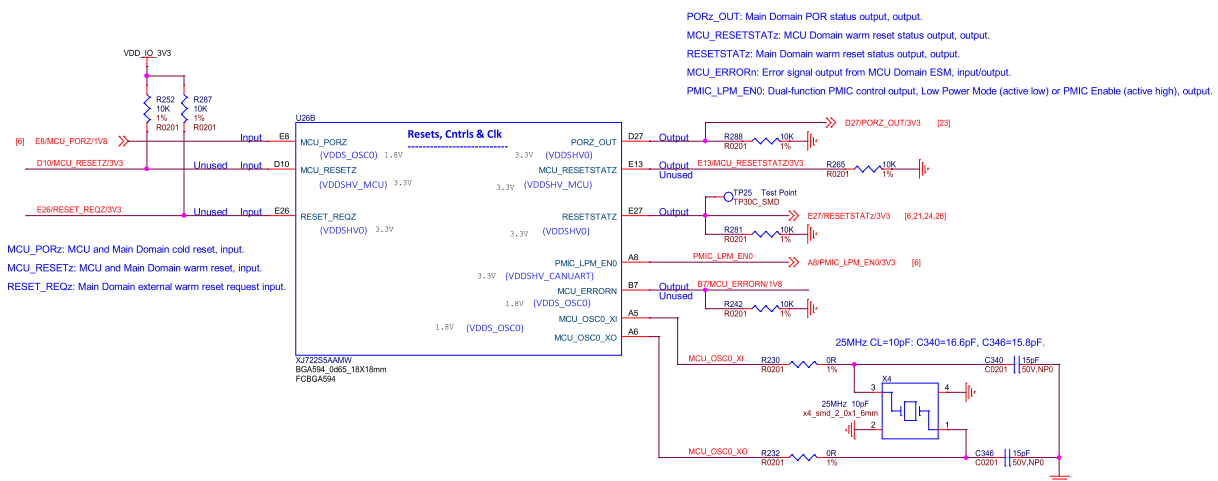 PORz_OUT: Main Domain POR status output, output.
MCU_RESETSTATz: MCU Domain warm reset status output, output.
RESETSTATz: Main Domain warm reset status output, output.
MCU_ERRORn: Error signal output from MCU Domain ESM, input/output.
PMIC_LPM_EN0: Dual-function PMIC control output, Low Power Mode (active low) or PMIC Enable (active high), output.
VDD_IO_3V3
R252
10K
1%
R0201
R287
10K
1%
R0201
[6] E8/MCU_PORZ/1V8
Input E8
D10/MCU_RESETZ/3V3
Unused Input D10
E26/RESET_REQZ/3V3
Unused Input E26
MCU_PORz: MCU and Main Domain cold reset, input.
MCU_RESETz: MCU and Main Domain warm reset, input.
RESET_REQz: Main Domain external warm reset request input.
U26B
Resets, Cntrls & Clk
MCU_PORZ
(VDDS_OSC0) 1.8V
MCU_RESETZ
(VDDSHV_MCU) 3.3V
RESET_REQZ
(VDDSHV0) 3.3V
PORZ_OUT
3.3V (VDDSHV0)
MCU_RESETSTATZ
3.3V (VDDSHV_MCU)
RESETSTATZ
3.3V (VDDSHV0)
PMIC_LPM_EN0
3.3V (VDDSHV_CANUART)
MCU_ERRORN
1.8V (VDDS_OSC0)
MCU_OSC0_XI
1.8V (VDDS_OSC0)
MCU_OSC0_XO
XJ722S5AAMW
BGA594_0d65_18X18mm
FCBGA594
D27 Output
D27/PORZ_OUT/3V3 [23]
R288 10K
R0201 1%
E13 Output E13/MCU_RESETSTATZ/3V3
Unused
R265 10K
R0201 1%
TP25 Test Point
TP30C_SMD
E27 Output
E27/RESETSTATz/3V3 [6,21,24,26]
R281 10K
R0201 1%
A8 PMIC_LPM_EN0
A8/PMIC_LPM_EN0/3V3 [6]
B7 Output B7/MCU_ERRORN/1V8
Unused
R242 10K
R0201 1%
A5
A6
25MHz CL=10pF: C340=16.6pF, C346=15.8pF.
MCU_OSC0_XI
R230 0R
R0201 1%
C340 15pF
C0201 50V,NP0
X4
3 4
25MHz 10pF
x4_smd_2_0x1_6mm
2 1
MCU_OSC0_XO
R232 0R
R0201 1%
C346 15pF
C0201 50V,NP0